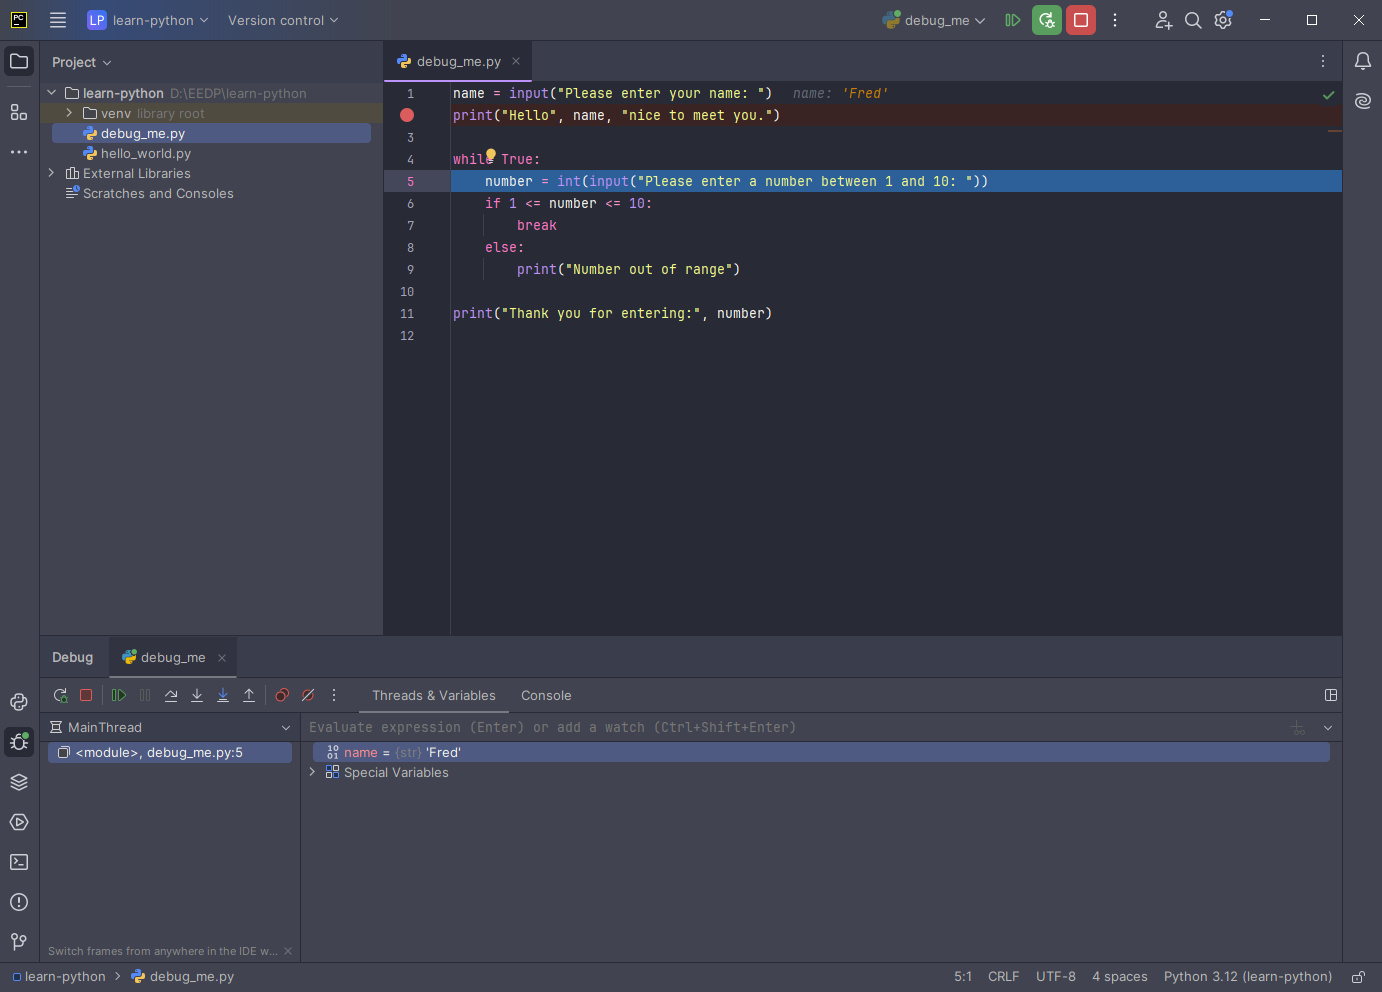 PC
LP learn-python
Version control
debug_me
Project
debug_me.py
learn-python D:\EEDP\learn-python
venv library root
debug_me.py
hello_world.py
External Libraries
Scratches and Consoles
1 name = input("Please enter your name: ") name: 'Fred'
print("Hello", name, "nice to meet you.")
3
4 while True:
5 number = int(input("Please enter a number between 1 and 10: "))
6 if 1 <= number <= 10:
7 break
8 else:
9 print("Number out of range")
10
11 print("Thank you for entering:", number)
12
Debug
debug_me
Threads & Variables
Console
MainThread
<module>, debug_me.py:5
Evaluate expression (Enter) or add a watch (Ctrl+Shift+Enter)
10
01 name = {str} 'Fred'
Special Variables
Switch frames from anywhere in the IDE w...
learn-python > debug_me.py
5:1 CRLF UTF-8 4 spaces Python 3.12 (learn-python)